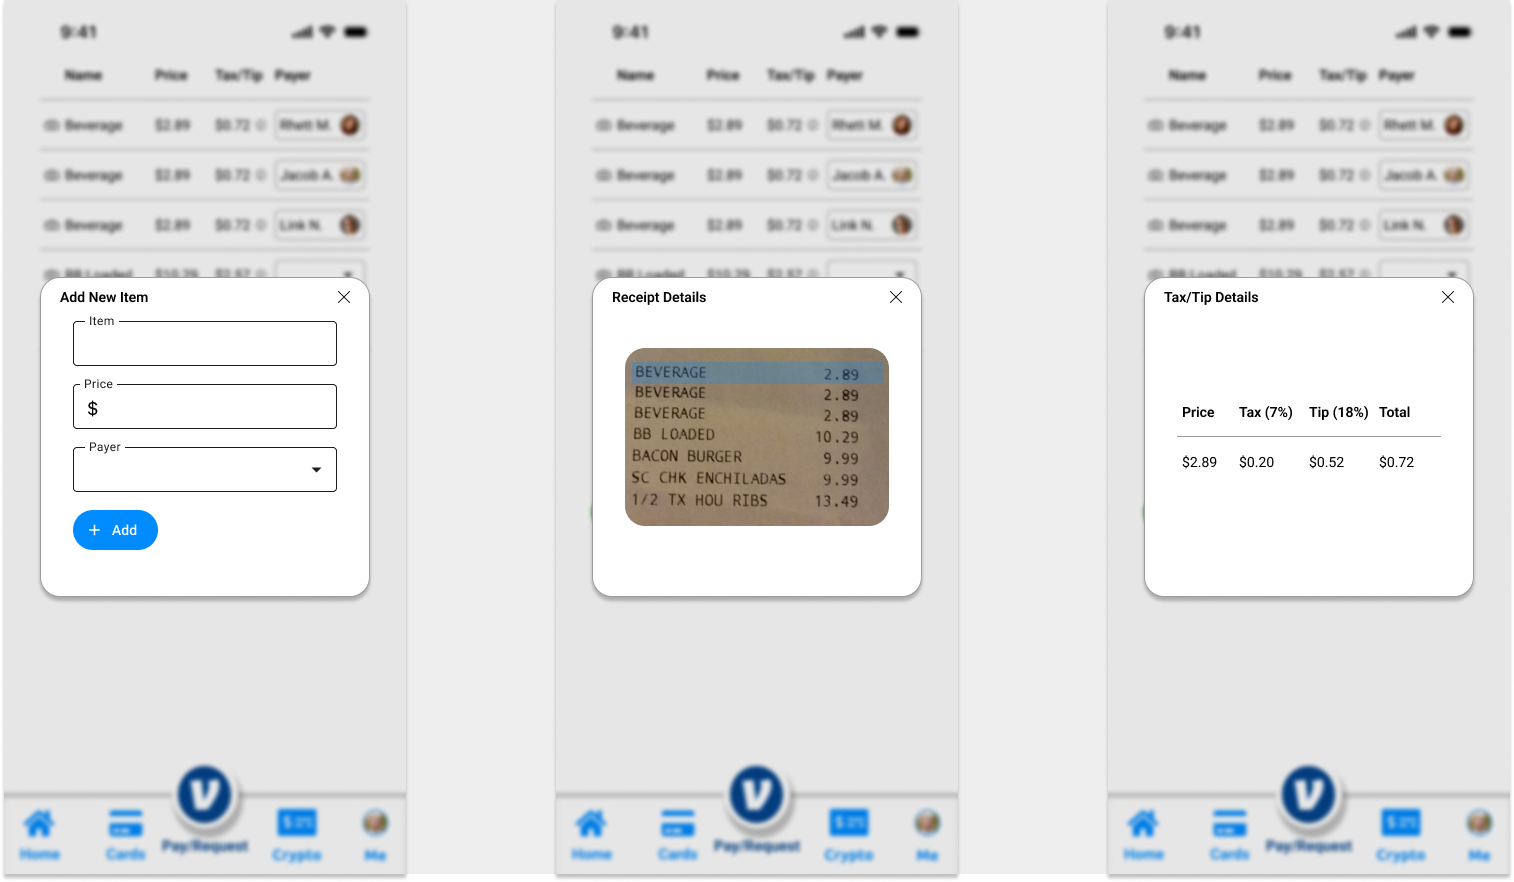 9:41
Name Price Tax/Tip Payer
Beverage $2.89 $0.72 Rhett M.
Beverage $2.89 $0.72 Jacob A.
Beverage $2.89 $0.72 Link N.
BB Loaded $10.29 $2.57
Add New Item
Item
Price
$
Payer
+ Add
Home Cards Pay/Request Crypto Me
9:41
Name Price Tax/Tip Payer
Beverage $2.89 $0.72 Rhett M.
Beverage $2.89 $0.72 Jacob A.
Beverage $2.89 $0.72 Link N.
BB Loaded $10.29 $2.57
Receipt Details
BEVERAGE 2.89
BEVERAGE 2.89
BEVERAGE 2.89
BB LOADED 10.29
BACON BURGER 9.99
SC CHK ENCHILADAS 9.99
1/2 TX HOU RIBS 13.49
Home Cards Pay/Request Crypto Me
9:41
Name Price Tax/Tip Payer
Beverage $2.89 $0.72 Rhett M.
Beverage $2.89 $0.72 Jacob A.
Beverage $2.89 $0.72 Link N.
BB Loaded $10.29 $2.57
Tax/Tip Details
Price Tax (7%) Tip (18%) Total
$2.89 $0.20 $0.52 $0.72
Home Cards Pay/Request Crypto Me